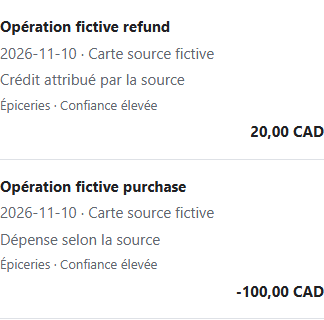 Opération fictive refund
2026-11-10 · Carte source fictive
Crédit attribué par la source
Épiceries · Confiance élevée
20,00 CAD
Opération fictive purchase
2026-11-10 · Carte source fictive
Dépense selon la source
Épiceries · Confiance élevée
-100,00 CAD